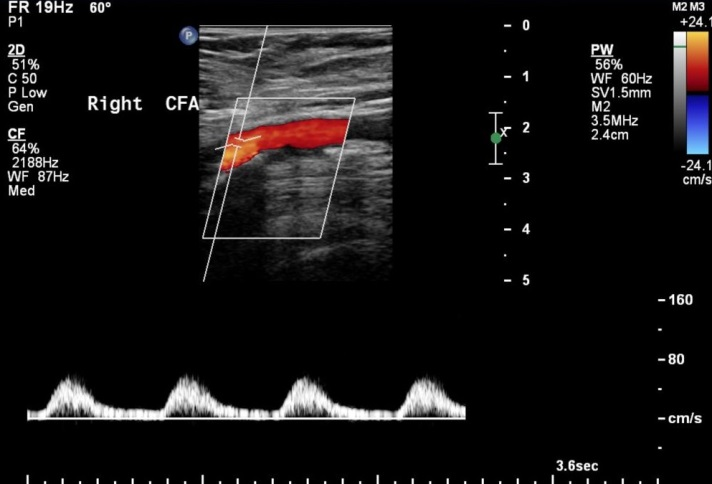 FR 19Hz 60°
P1
2D
51%
C 50
P Low
Gen
CF
64%
2188Hz
WF 87Hz
Med
P
Right CFA
0
1
2
3
4
5
x
PW
56%
WF 60Hz
SV1.5mm
M2
3.5MHz
2.4cm
M2 M3
+24.1
-24.1
cm/s
160
80
cm/s
3.6sec